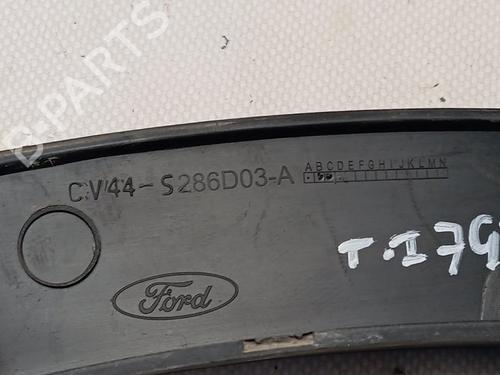 B-PARTS
CV44-S286D03-A
ABCDEFGHIJKLMN
Ford